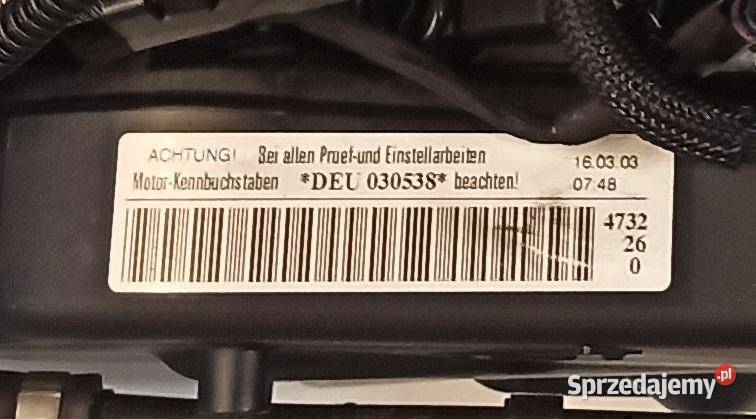 ACHTUNG! Bei allen Pruef-und Einstellarbeiten
16.03.03
Motor-Kennbuchstaben *DEU 030538* beachten!
07:48
4732
26
0
Sprzedajemy.pl